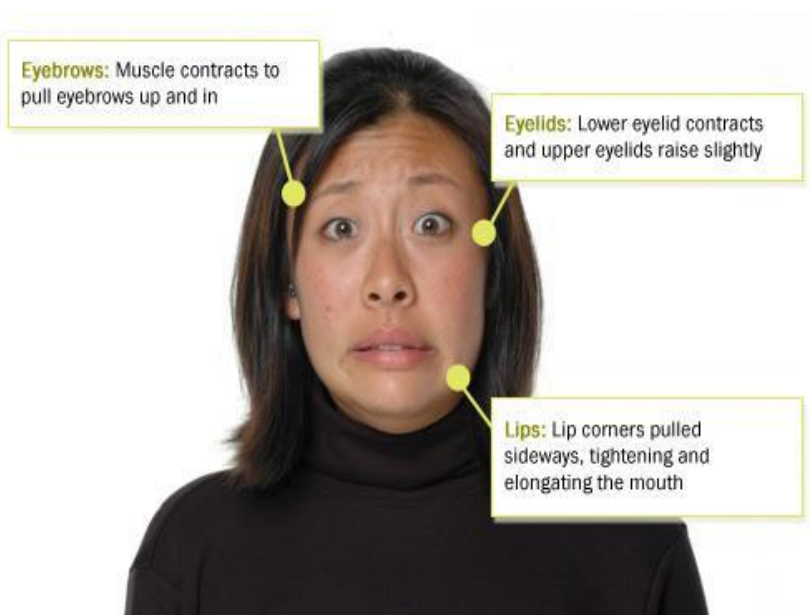 Eyebrows: Muscle contracts to
pull eyebrows up and in
Eyelids: Lower eyelid contracts
and upper eyelids raise slightly
Lips: Lip corners pulled
sideways, tightening and
elongating the mouth